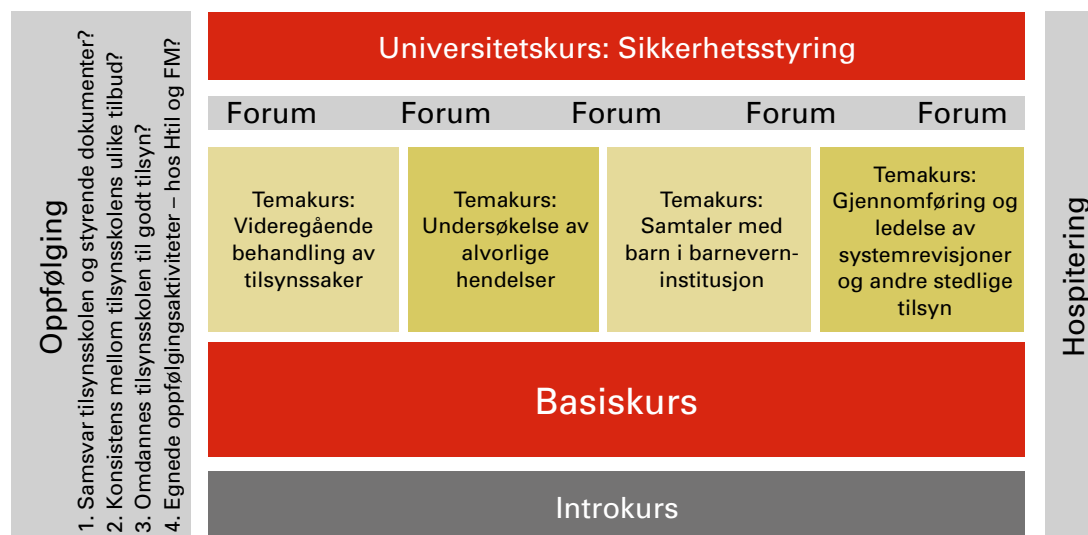 Oppfølging
1. Samsvar tilsynsskolen og styrende dokumenter?
2. Konsistens mellom tilsynsskolens ulike tilbud?
3. Omdannes tilsynsskolen til godt tilsyn?
4. Egnede oppfølgingsaktiviteter – hos Htil og FM?
Universitetskurs: Sikkerhetsstyring
Forum Forum Forum Forum Forum
Temakurs:
Videregående
behandling av
tilsynssaker
Temakurs:
Undersøkelse av
alvorlige
hendelser
Temakurs:
Samtaler med
barn i barnevern-
institusjon
Temakurs:
Gjennomføring og
ledelse av
systemrevisjoner
og andre stedlige
tilsyn
Basiskurs
Introkurs
Hospitering